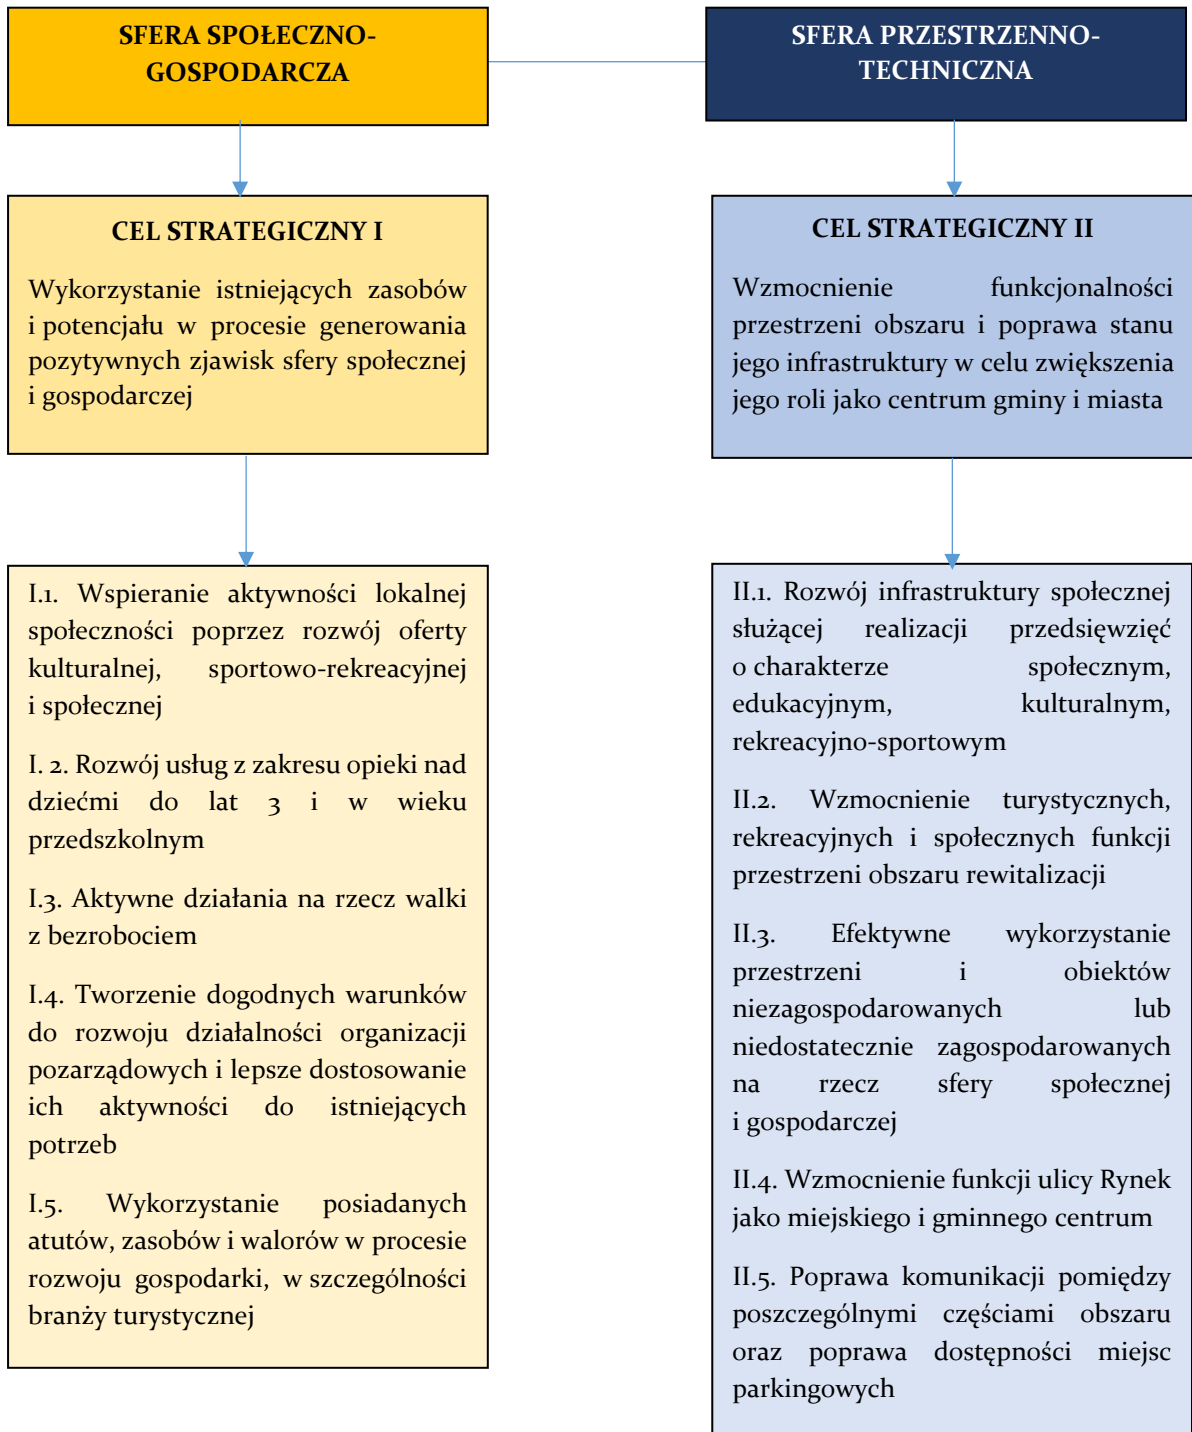 SFERA SPOŁECZNO-
GOSPODARCZA
SFERA PRZESTRZENNO-
TECHNICZNA
CEL STRATEGICZNY I
Wykorzystanie istniejących zasobów
i potencjału w procesie generowania
pozytywnych zjawisk sfery społecznej
i gospodarczej
CEL STRATEGICZNY II
Wzmocnienie funkcjonalności
przestrzeni obszaru i poprawa stanu
jego infrastruktury w celu zwiększenia
jego roli jako centrum gminy i miasta
I.1. Wspieranie aktywności lokalnej
społeczności poprzez rozwój oferty
kulturalnej, sportowo-rekreacyjnej
i społecznej
I. 2. Rozwój usług z zakresu opieki nad
dziećmi do lat 3 i w wieku
przedszkolnym
I.3. Aktywne działania na rzecz walki
z bezrobociem
I.4. Tworzenie dogodnych warunków
do rozwoju działalności organizacji
pozarządowych i lepsze dostosowanie
ich aktywności do istniejących
potrzeb
I.5. Wykorzystanie posiadanych
atutów, zasobów i walorów w procesie
rozwoju gospodarki, w szczególności
branży turystycznej
II.1. Rozwój infrastruktury społecznej
służącej realizacji przedsięwzięć
o charakterze społecznym,
edukacyjnym, kulturalnym,
rekreacyjno-sportowym
II.2. Wzmocnienie turystycznych,
rekreacyjnych i społecznych funkcji
przestrzeni obszaru rewitalizacji
II.3. Efektywne wykorzystanie
przestrzeni i obiektów
niezagospodarowanych lub
niedostatecznie zagospodarowanych
na rzecz sfery społecznej
i gospodarczej
II.4. Wzmocnienie funkcji ulicy Rynek
jako miejskiego i gminnego centrum
II.5. Poprawa komunikacji pomiędzy
poszczególnymi częściami obszaru
oraz poprawa dostępności miejsc
parkingowych